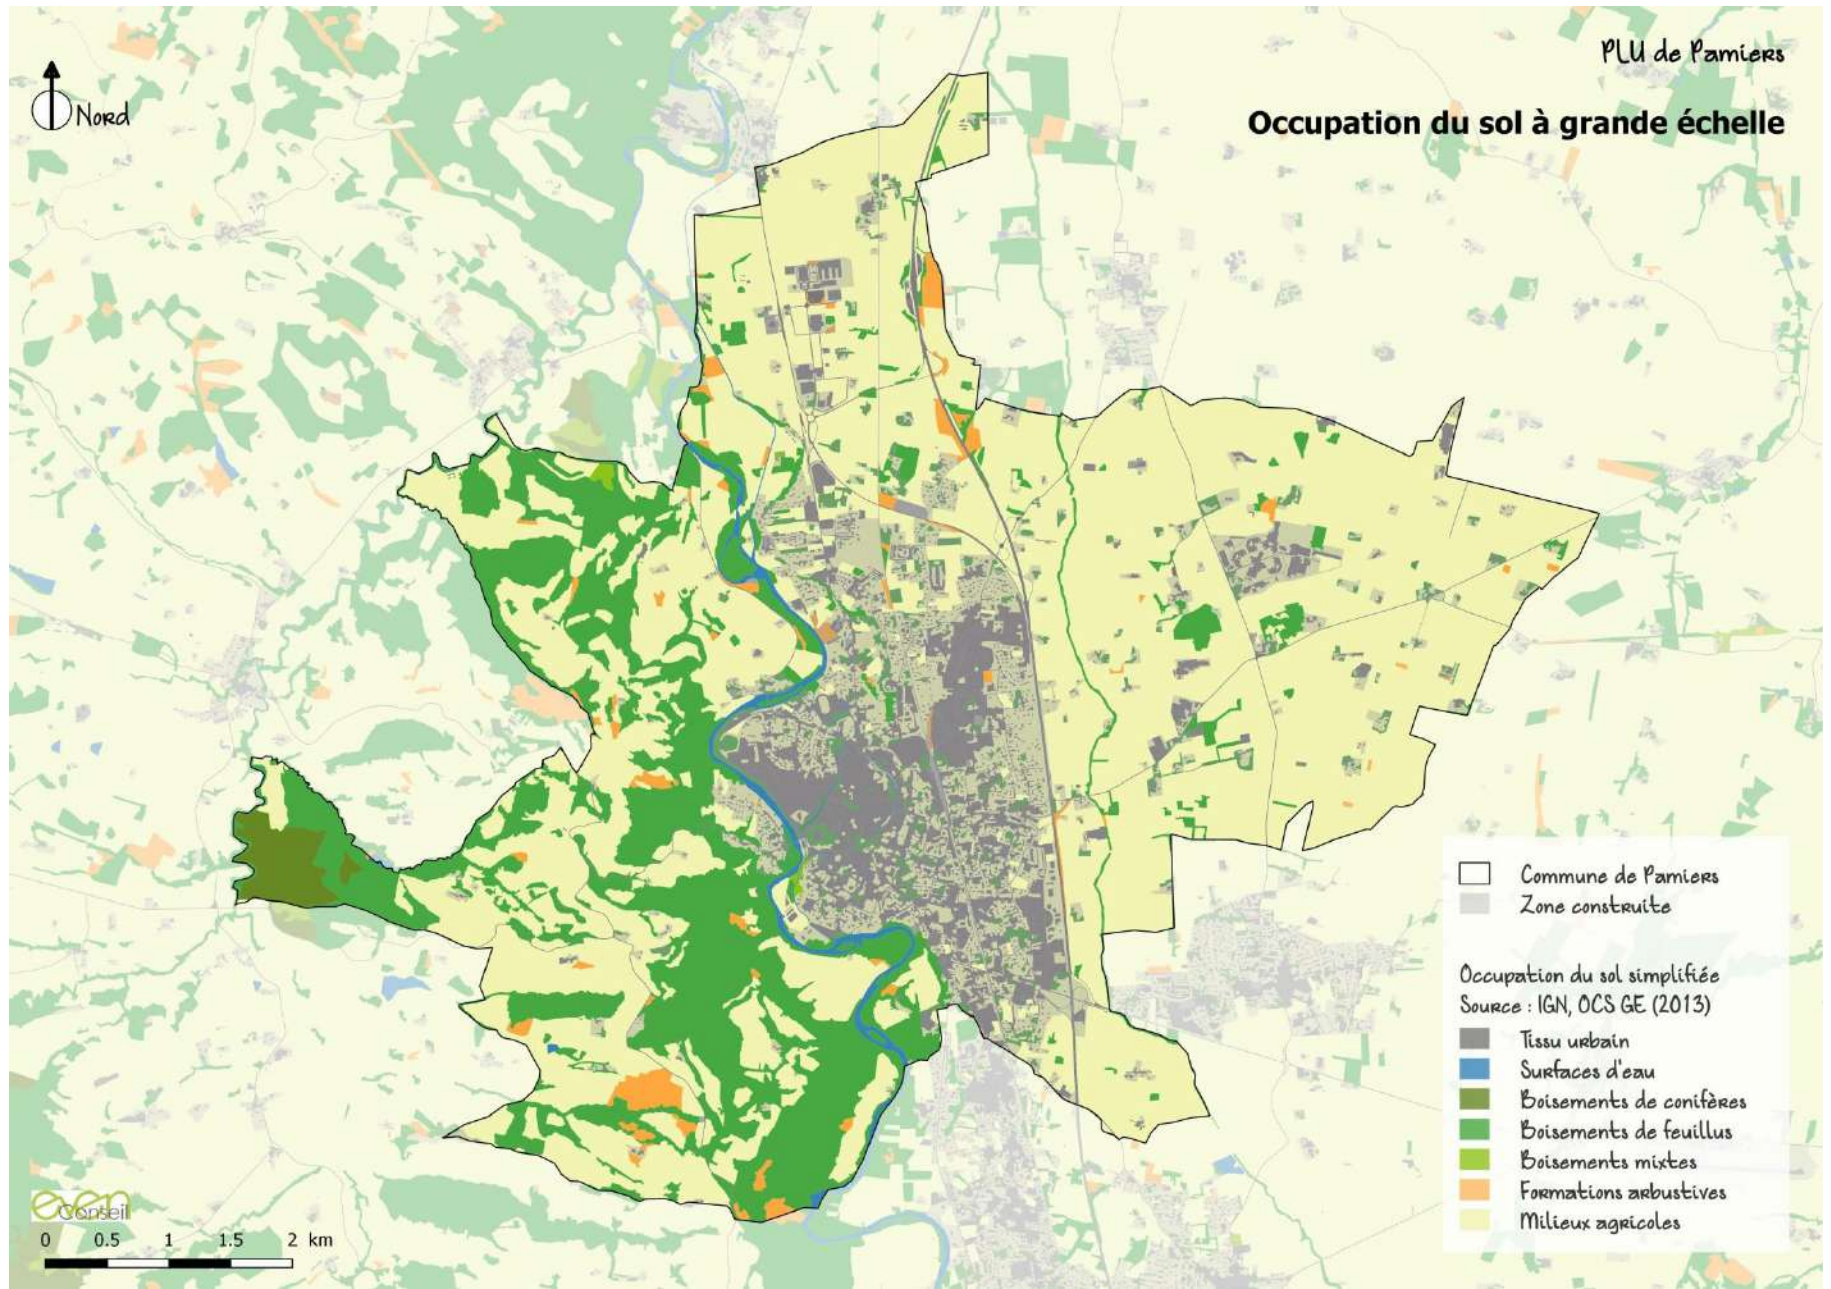 PLU de Pamiers
Occupation du sol à grande échelle
Nord
Commune de Pamiers
Zone construite
Occupation du sol simplifiée
Source : IGN, OCS GE (2013)
Tissu urbain
Surfaces d'eau
Boisements de conifères
Boisements de feuillus
Boisements mixtes
Formations arbustives
Milieux agricoles
even
Conseil
0 0.5 1 1.5 2 km